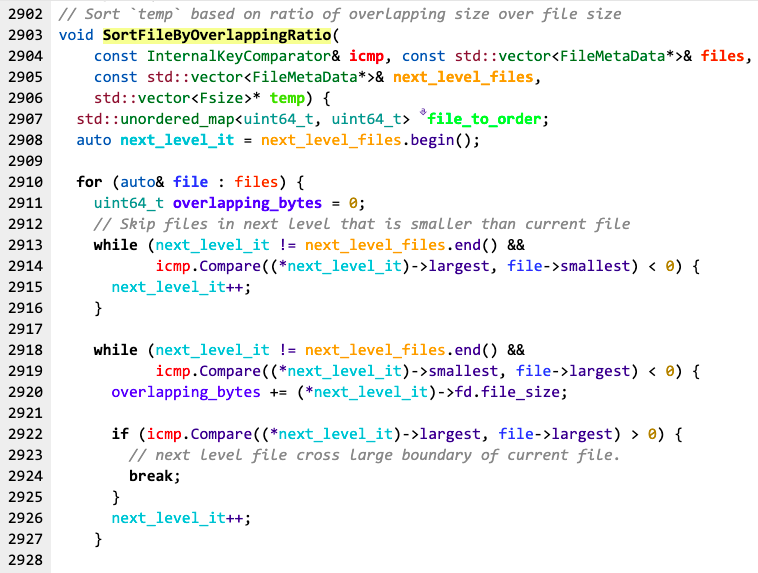 2902 // Sort `temp` based on ratio of overlapping size over file size
2903 void SortFileByOverlappingRatio(
2904     const InternalKeyComparator& icmp, const std::vector<FileMetaData*>& files,
2905     const std::vector<FileMetaData*>& next_level_files,
2906     std::vector<Fsize>* temp) {
2907   std::unordered_map<uint64_t, uint64_t> file_to_order;
2908   auto next_level_it = next_level_files.begin();
2909
2910   for (auto& file : files) {
2911     uint64_t overlapping_bytes = 0;
2912     // Skip files in next level that is smaller than current file
2913     while (next_level_it != next_level_files.end() &&
2914            icmp.Compare((*next_level_it)->largest, file->smallest) < 0) {
2915       next_level_it++;
2916     }
2917
2918     while (next_level_it != next_level_files.end() &&
2919            icmp.Compare((*next_level_it)->smallest, file->largest) < 0) {
2920       overlapping_bytes += (*next_level_it)->fd.file_size;
2921
2922       if (icmp.Compare((*next_level_it)->largest, file->largest) > 0) {
2923         // next level file cross large boundary of current file.
2924         break;
2925       }
2926       next_level_it++;
2927     }
2928